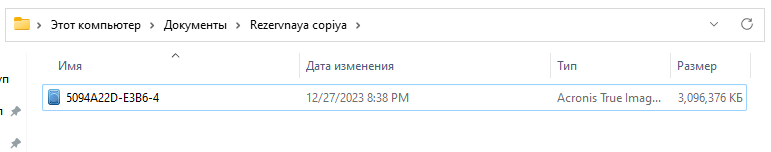 Этот компьютер > Документы > Rezervnaya copiya >
Имя Дата изменения Тип Размер
уп
5094A22D-E3B6-4 12/27/2023 8:38 PM Acronis True Imag... 3,096,376 КБ
л